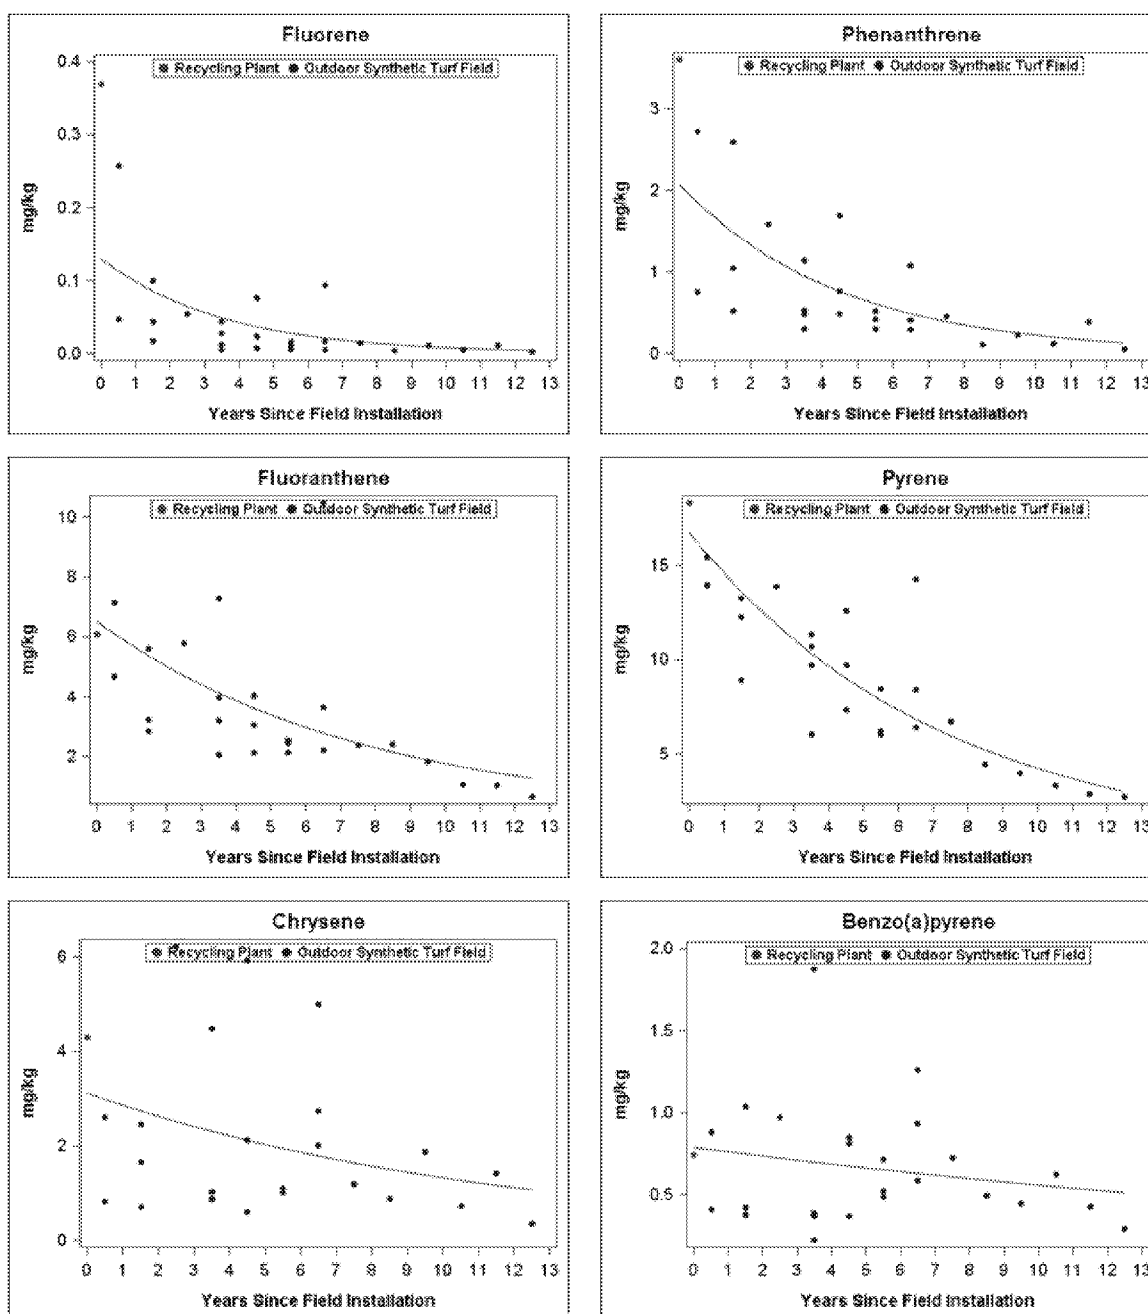 Fluorene
Recycling Plant Outdoor Synthetic Turf Field
mg/kg
0.4
0.3
0.2
0.1
0.0
0 1 2 3 4 5 6 7 8 9 10 11 12 13
Years Since Field Installation
Phenanthrene
Recycling Plant Outdoor Synthetic Turf Field
mg/kg
3
2
1
0
0 1 2 3 4 5 6 7 8 9 10 11 12 13
Years Since Field Installation
Fluoranthene
Recycling Plant Outdoor Synthetic Turf Field
mg/kg
10
8
6
4
2
0 1 2 3 4 5 6 7 8 9 10 11 12 13
Years Since Field Installation
Pyrene
Recycling Plant Outdoor Synthetic Turf Field
mg/kg
15
10
5
0 1 2 3 4 5 6 7 8 9 10 11 12 13
Years Since Field Installation
Chrysene
Recycling Plant Outdoor Synthetic Turf Field
mg/kg
6
4
2
0
0 1 2 3 4 5 6 7 8 9 10 11 12 13
Years Since Field Installation
Benzo(a)pyrene
Recycling Plant Outdoor Synthetic Turf Field
mg/kg
2.0
1.5
1.0
0.5
0 1 2 3 4 5 6 7 8 9 10 11 12 13
Years Since Field Installation